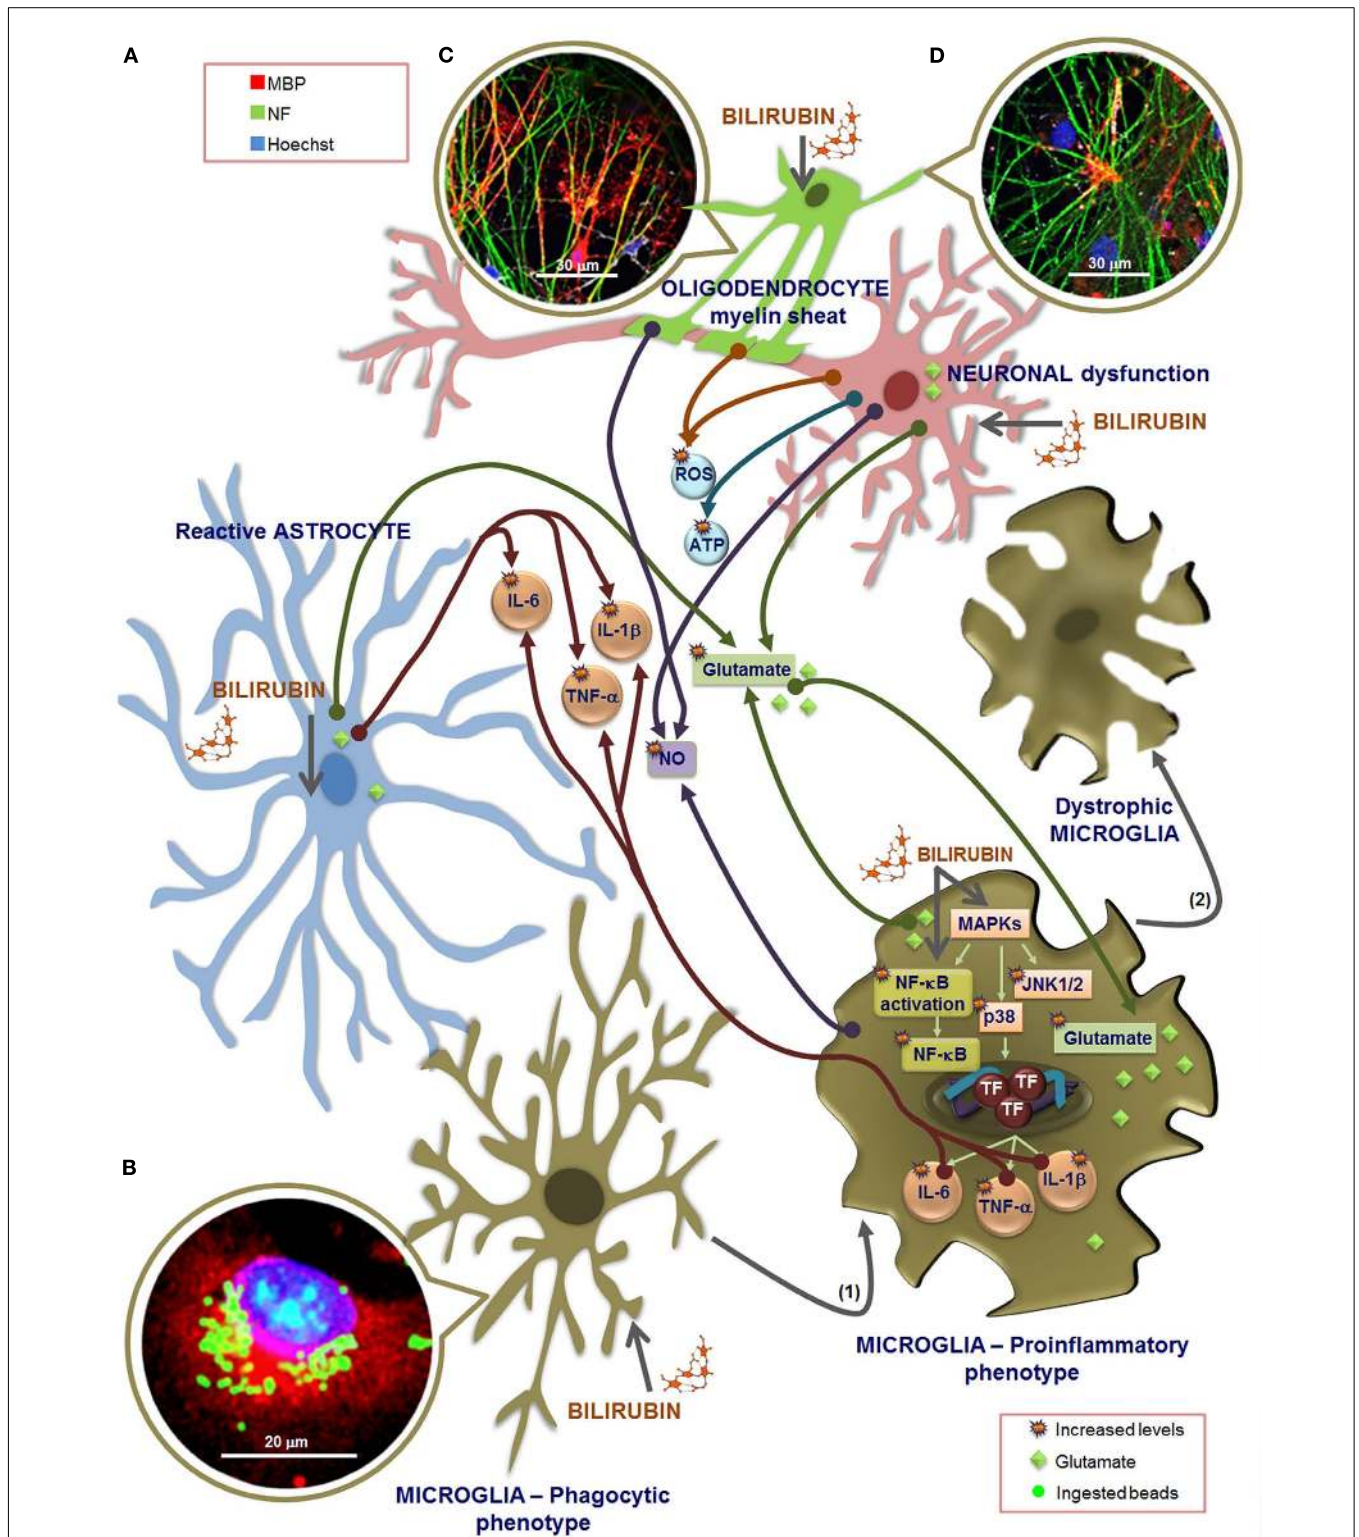 A
MBP
NF
Hoechst
C
30 μm
BILIRUBIN
D
30 μm
OLIGODENDROCYTE
myelin sheat
NEURONAL dysfunction
BILIRUBIN
ROS
ATP
Reactive ASTROCYTE
IL-6
IL-1β
TNF-α
Glutamate
NO
BILIRUBIN
Dystrophic
MICROGLIA
(2)
BILIRUBIN
MAPKs
NF-κB
activation
JNK1/2
p38
NF-κB
Glutamate
TF
TF
TF
IL-6
TNF-α
IL-1β
B
20 μm
(1)
BILIRUBIN
MICROGLIA – Phagocytic
phenotype
MICROGLIA – Proinflammatory
phenotype
Increased levels
Glutamate
Ingested beads